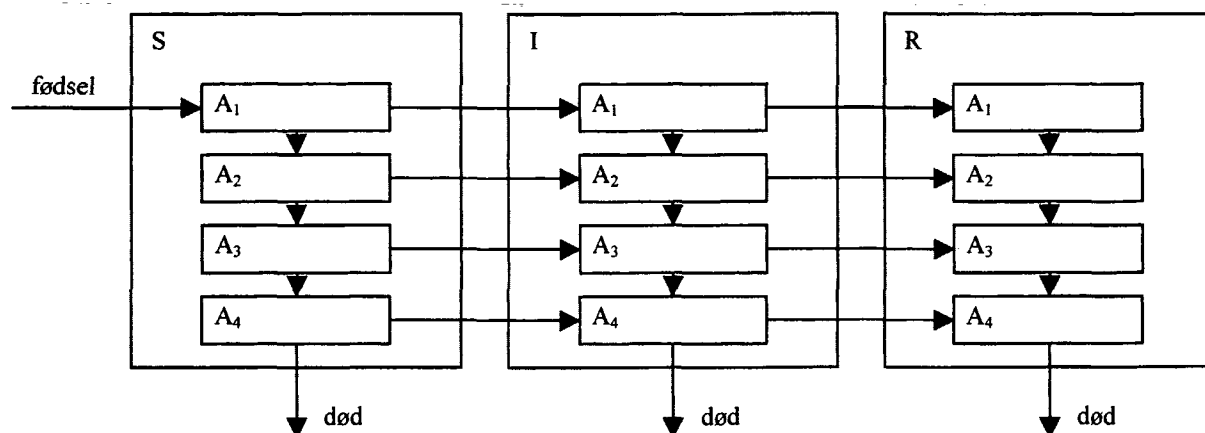 S I R
fødsel
A₁ A₁ A₁
A₂ A₂ A₂
A₃ A₃ A₃
A₄ A₄ A₄
død død død